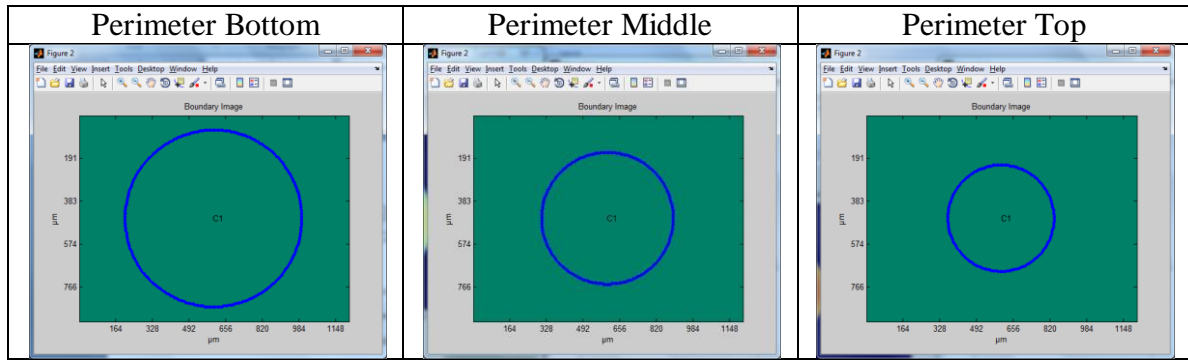 Perimeter Bottom
Perimeter Middle
Perimeter Top
Figure 2
File Edit View Insert Tools Desktop Window Help
Boundary Image
191
383
574
766
µm
C1
164 328 492 656 820 984 1148
µm
Figure 2
File Edit View Insert Tools Desktop Window Help
Boundary Image
191
383
574
766
µm
C1
164 328 492 656 820 984 1148
µm
Figure 2
File Edit View Insert Tools Desktop Window Help
Boundary Image
191
383
574
766
µm
C1
164 328 492 656 820 984 1148
µm